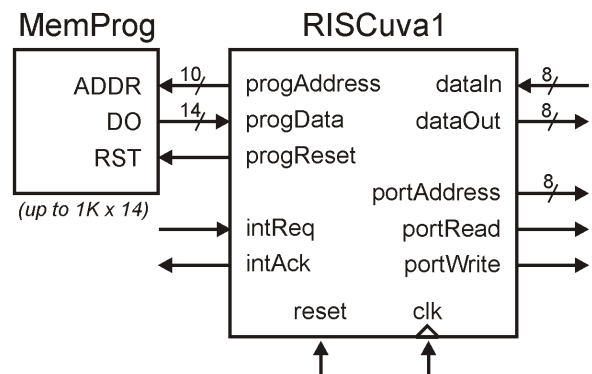 MemProg RISCuva1
ADDR 10 progAddress dataIn 8
DO 14 progData dataOut 8
RST progReset
portAddress 8
(up to 1K x 14)
intReq portRead
intAck portWrite
reset clk